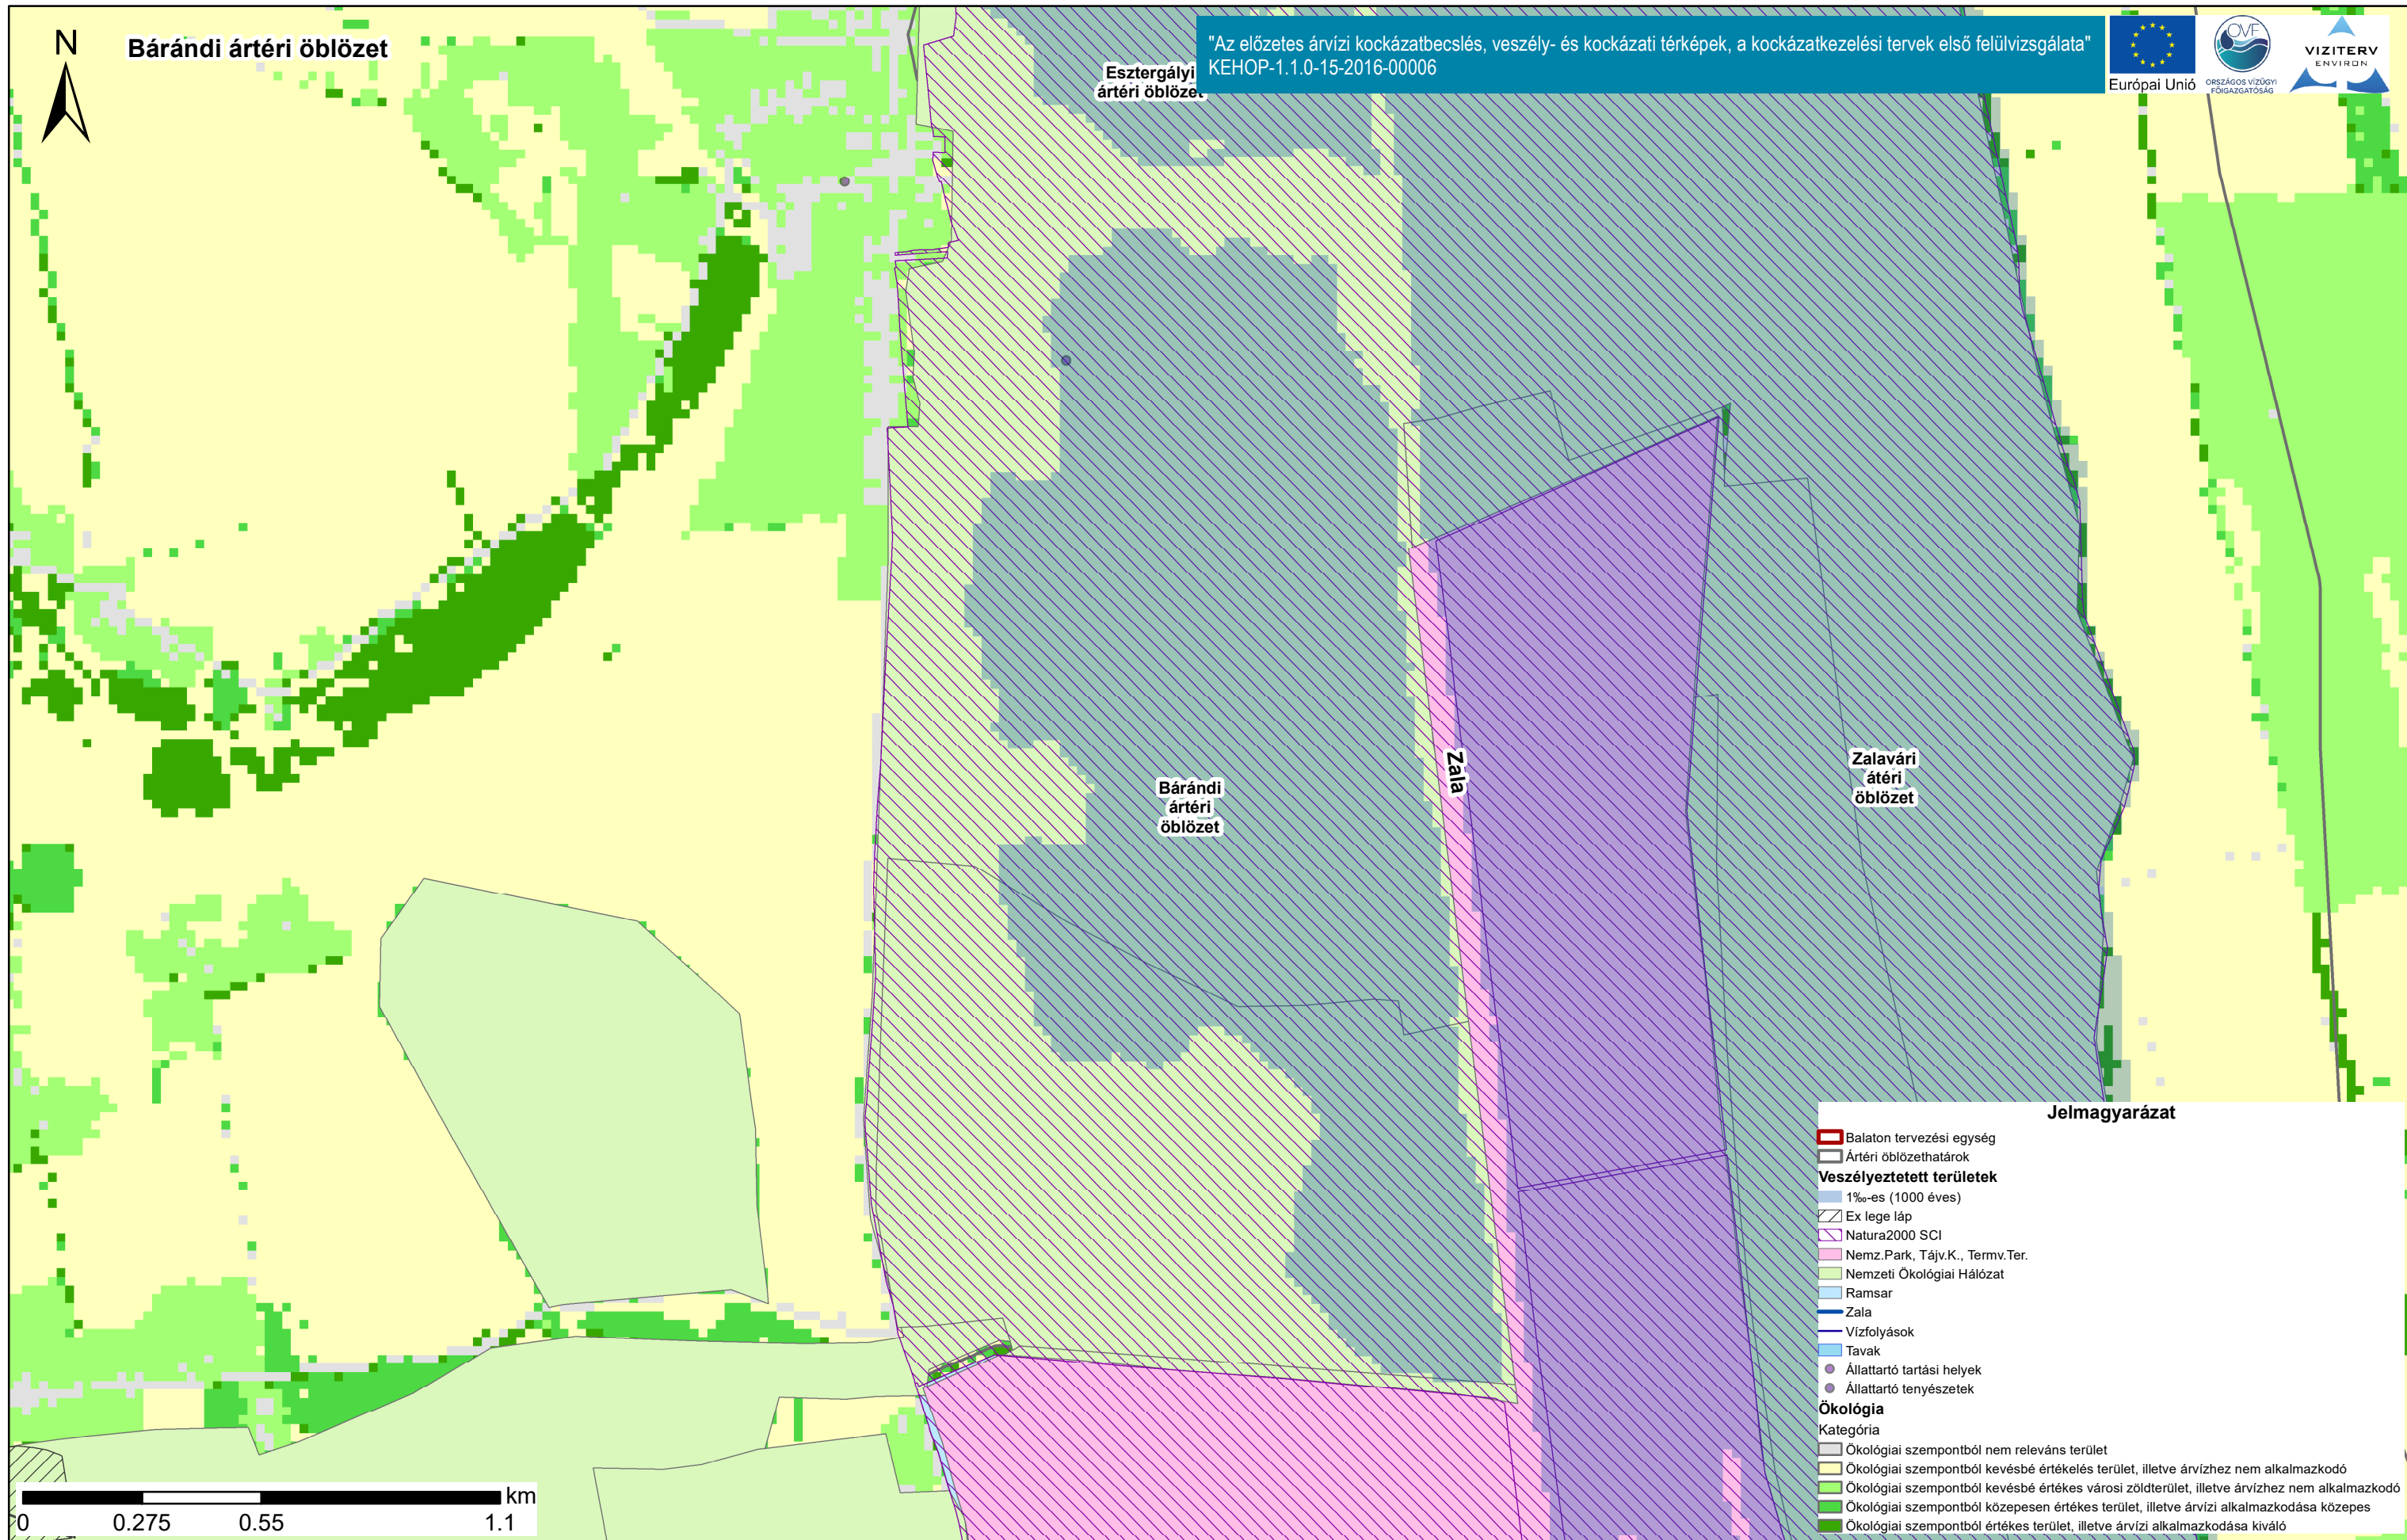 N
Bárándi ártéri öblözet
"Az előzetes árvízi kockázatbecslés, veszély- és kockázati térképek, a kockázatkezelési tervek első felülvizsgálata"
KEHOP-1.1.0-15-2016-00006
Európai Unió
OVF
ORSZÁGOS VÍZÜGYI
FŐIGAZGATÓSÁG
VIZITERV
ENVIRON
Esztergályi
ártéri öblözet
Zala
Bárándi
ártéri
öblözet
Zalavári
átéri
öblözet
Jelmagyarázat
Balaton tervezési egység
Ártéri öblözethatárok
Veszélyeztetett területek
1‰-es (1000 éves)
Ex lege láp
Natura2000 SCI
Nemz.Park, Tájv.K., Termv.Ter.
Nemzeti Ökológiai Hálózat
Ramsar
Zala
Vízfolyások
Tavak
Állattartó tartási helyek
Állattartó tenyészetek
Ökológia
Kategória
Ökológiai szempontból nem releváns terület
Ökológiai szempontból kevésbé értékelés terület, illetve árvízhez nem alkalmazkodó
Ökológiai szempontból kevésbé értékes városi zöldterület, illetve árvízhez nem alkalmazkodó
Ökológiai szempontból közepesen értékes terület, illetve árvízi alkalmazkodása közepes
Ökológiai szempontból értékes terület, illetve árvízi alkalmazkodása kiváló
km
0 0.275 0.55 1.1